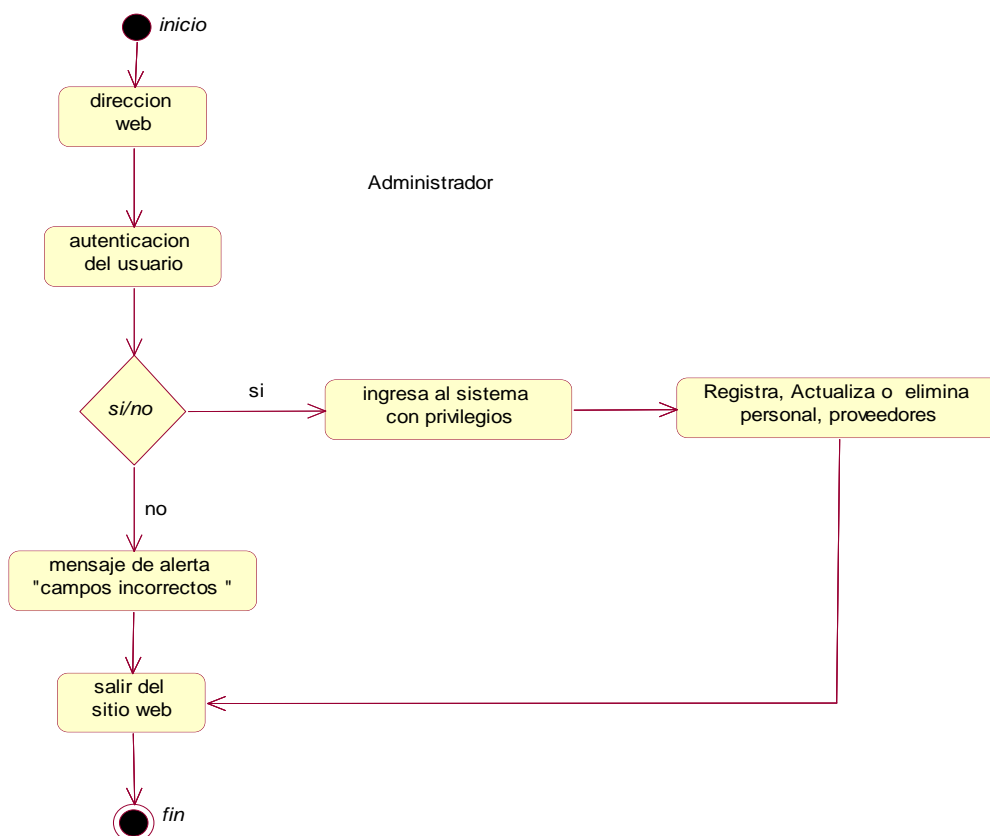 inicio
direccion
web
Administrador
autenticacion
del usuario
si/no
si
ingresa al sistema
con privilegios
Registra, Actualiza o elimina
personal, proveedores
no
mensaje de alerta
"campos incorrectos "
salir del
sitio web
fin